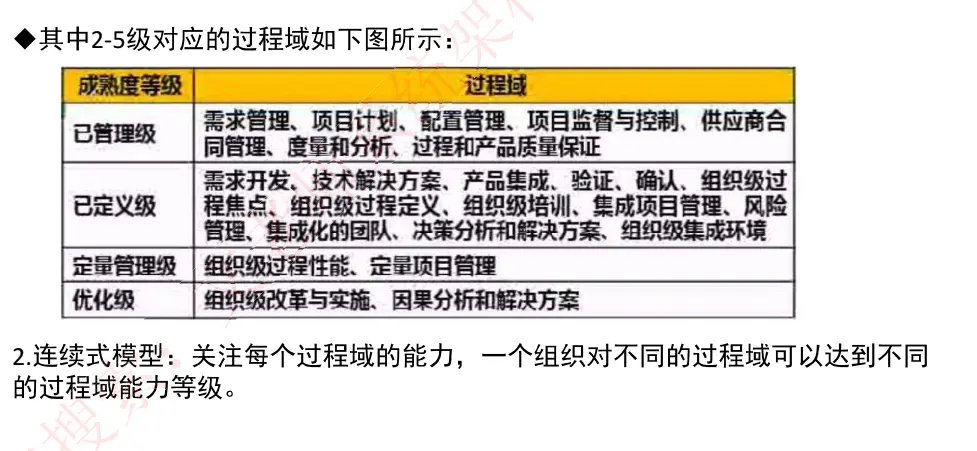 ◆其中2-5级对应的过程域如下图所示：
成熟度等级 过程域
已管理级 需求管理、项目计划、配置管理、项目监督与控制、供应商合
同管理、度量和分析、过程和产品质量保证
已定义级 需求开发、技术解决方案、产品集成、验证、确认、组织级过
程焦点、组织级过程定义、组织级培训、集成项目管理、风险
管理、集成化的团队、决策分析和解决方案、组织级集成环境
定量管理级 组织级过程性能、定量项目管理
优化级 组织级改革与实施、因果分析和解决方案
2.连续式模型：关注每个过程域的能力，一个组织对不同的过程域可以达到不同
的过程域能力等级。